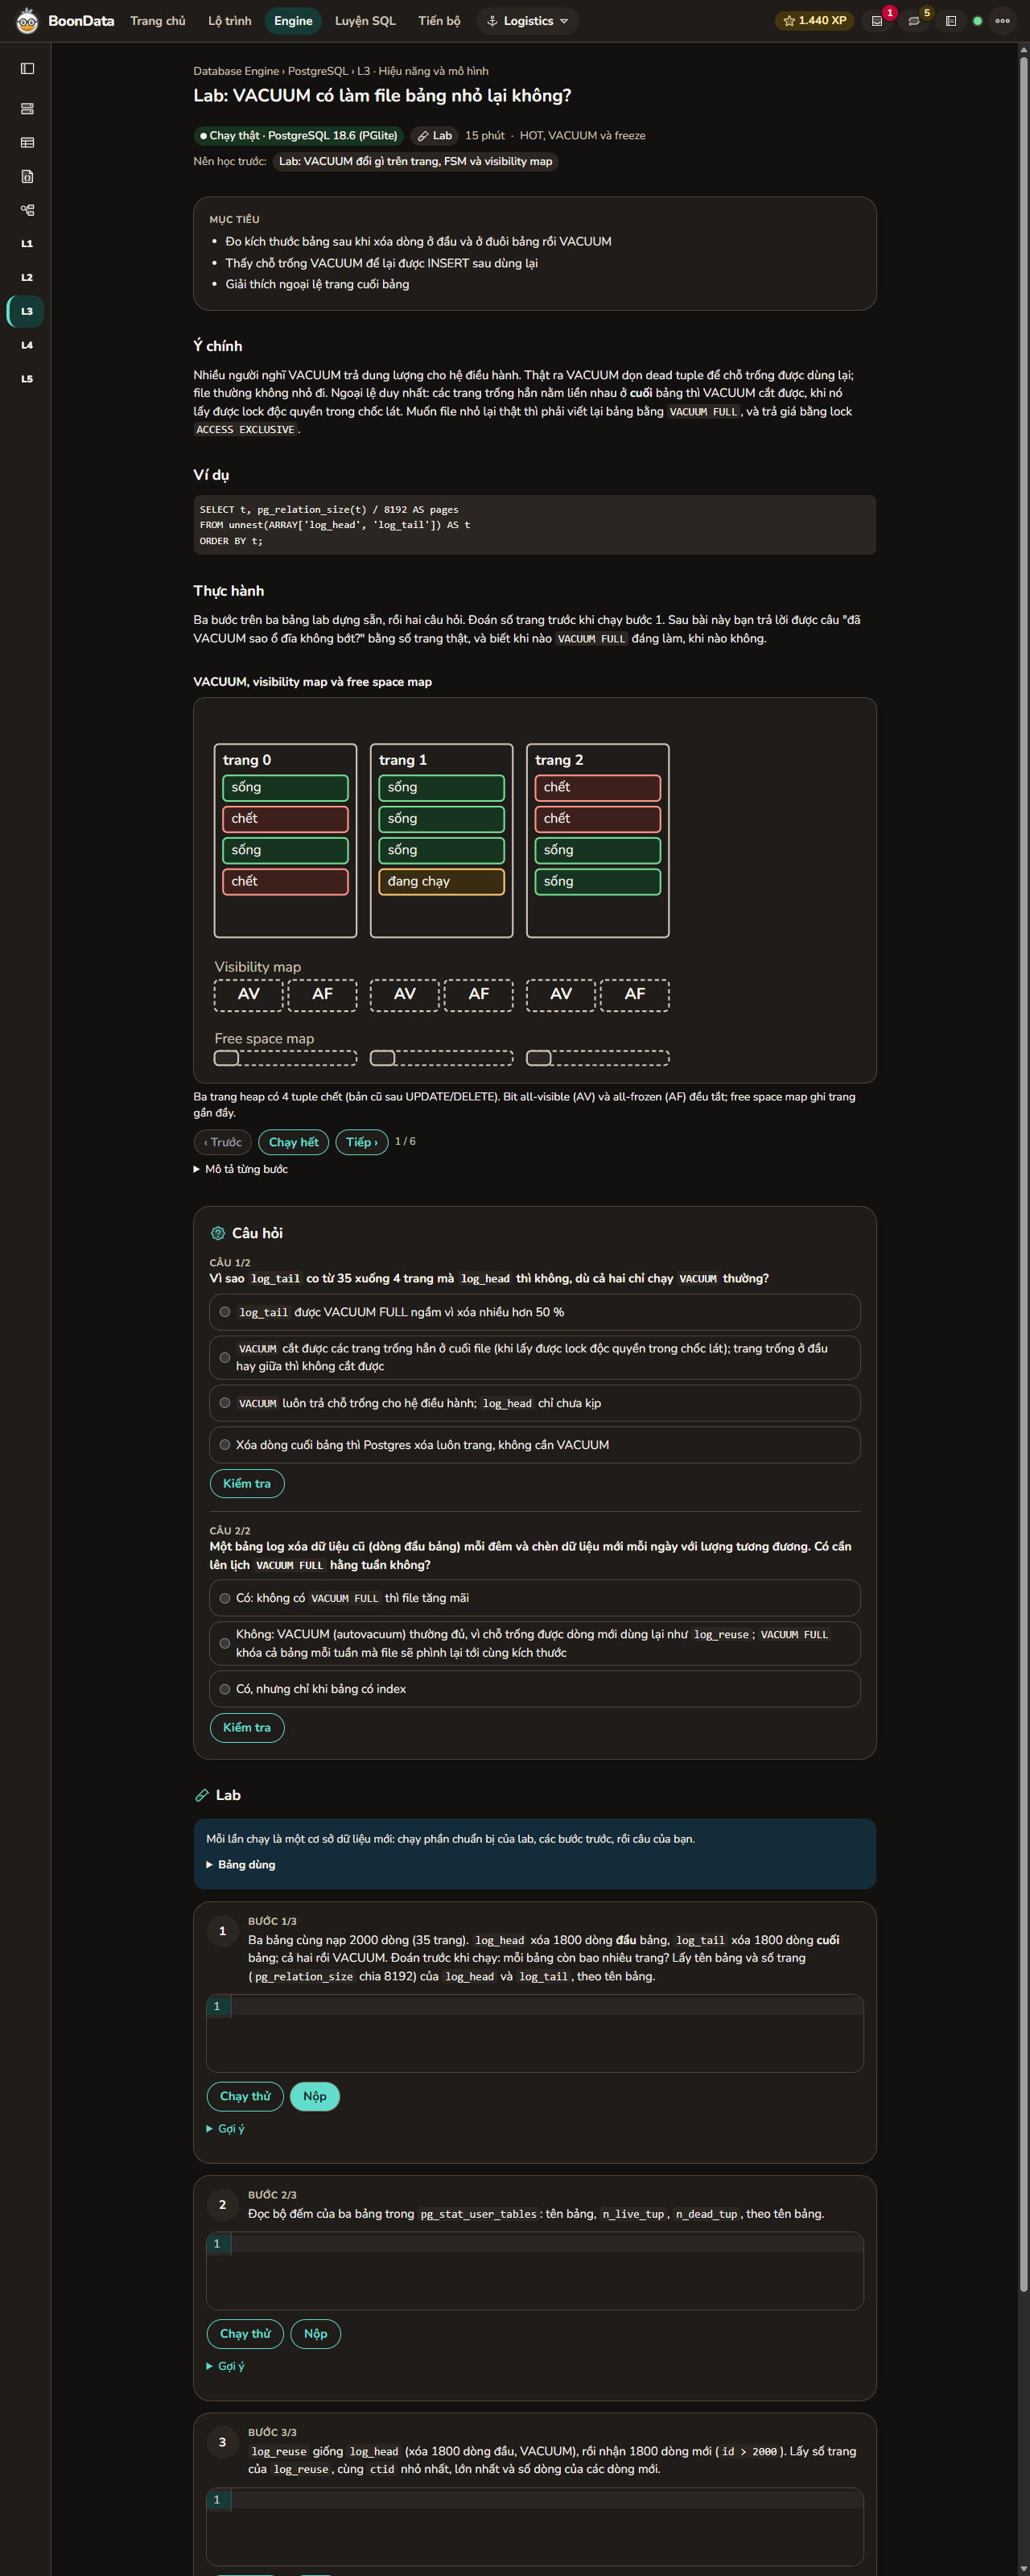 BoonData Trang chủ Lộ trình Engine Luyện SQL Tiến bộ Logistics 1.440 XP 1 5
L1
L2
L3
L4
L5
Database Engine › PostgreSQL › L3 · Hiệu năng và mô hình
Lab: VACUUM có làm file bảng nhỏ lại không?
Chạy thật · PostgreSQL 18.6 (PGlite) Lab 15 phút · HOT, VACUUM và freeze
Nên học trước: Lab: VACUUM đổi gì trên trang, FSM và visibility map
MỤC TIÊU
• Đo kích thước bảng sau khi xóa dòng ở đầu và ở đuôi bảng rồi VACUUM
• Thấy chỗ trống VACUUM để lại được INSERT sau dùng lại
• Giải thích ngoại lệ trang cuối bảng
Ý chính
Nhiều người nghĩ VACUUM trả dung lượng cho hệ điều hành. Thật ra VACUUM dọn dead tuple để chỗ trống được dùng lại;
file thường không nhỏ đi. Ngoại lệ duy nhất: các trang trống hẳn nằm liền nhau ở cuối bảng thì VACUUM cắt được, khi nó
lấy được lock độc quyền trong chốc lát. Muốn file nhỏ lại thật thì phải viết lại bảng bằng VACUUM FULL, và trả giá bằng lock
ACCESS EXCLUSIVE.
Ví dụ
SELECT t, pg_relation_size(t) / 8192 AS pages
FROM unnest(ARRAY['log_head', 'log_tail']) AS t
ORDER BY t;
Thực hành
Ba bước trên ba bảng lab dựng sẵn, rồi hai câu hỏi. Đoán số trang trước khi chạy bước 1. Sau bài này bạn trả lời được câu "đã
VACUUM sao ổ đĩa không bớt?" bằng số trang thật, và biết khi nào VACUUM FULL đáng làm, khi nào không.
VACUUM, visibility map và free space map
trang 0 trang 1 trang 2
sống sống chết
chết sống chết
sống sống sống
chết đang chạy sống
Visibility map
AV AF AV AF AV AF
Free space map
Ba trang heap có 4 tuple chết (bản cũ sau UPDATE/DELETE). Bit all-visible (AV) và all-frozen (AF) đều tắt; free space map ghi trang
gần đầy.
‹ Trước Chạy hết Tiếp › 1 / 6
Mô tả từng bước
Câu hỏi
CÂU 1/2
Vì sao log_tail co từ 35 xuống 4 trang mà log_head thì không, dù cả hai chỉ chạy VACUUM thường?
log_tail được VACUUM FULL ngầm vì xóa nhiều hơn 50 %
VACUUM cắt được các trang trống hẳn ở cuối file (khi lấy được lock độc quyền trong chốc lát); trang trống ở đầu
hay giữa thì không cắt được
VACUUM luôn trả chỗ trống cho hệ điều hành; log_head chỉ chưa kịp
Xóa dòng cuối bảng thì Postgres xóa luôn trang, không cần VACUUM
Kiểm tra
CÂU 2/2
Một bảng log xóa dữ liệu cũ (dòng đầu bảng) mỗi đêm và chèn dữ liệu mới mỗi ngày với lượng tương đương. Có cần
lên lịch VACUUM FULL hằng tuần không?
Có: không có VACUUM FULL thì file tăng mãi
Không: VACUUM (autovacuum) thường đủ, vì chỗ trống được dòng mới dùng lại như log_reuse; VACUUM FULL
khóa cả bảng mỗi tuần mà file sẽ phình lại tới cùng kích thước
Có, nhưng chỉ khi bảng có index
Kiểm tra
Lab
Mỗi lần chạy là một cơ sở dữ liệu mới: chạy phần chuẩn bị của lab, các bước trước, rồi câu của bạn.
Bảng dùng
1 BƯỚC 1/3
Ba bảng cùng nạp 2000 dòng (35 trang). log_head xóa 1800 dòng đầu bảng, log_tail xóa 1800 dòng cuối
bảng; cả hai rồi VACUUM. Đoán trước khi chạy: mỗi bảng còn bao nhiêu trang? Lấy tên bảng và số trang
(pg_relation_size chia 8192) của log_head và log_tail, theo tên bảng.
1
Chạy thử Nộp
Gợi ý
2 BƯỚC 2/3
Đọc bộ đếm của ba bảng trong pg_stat_user_tables: tên bảng, n_live_tup, n_dead_tup, theo tên bảng.
1
Chạy thử Nộp
Gợi ý
3 BƯỚC 3/3
log_reuse giống log_head (xóa 1800 dòng đầu, VACUUM), rồi nhận 1800 dòng mới (id > 2000). Lấy số trang
của log_reuse, cùng ctid nhỏ nhất, lớn nhất và số dòng của các dòng mới.
1